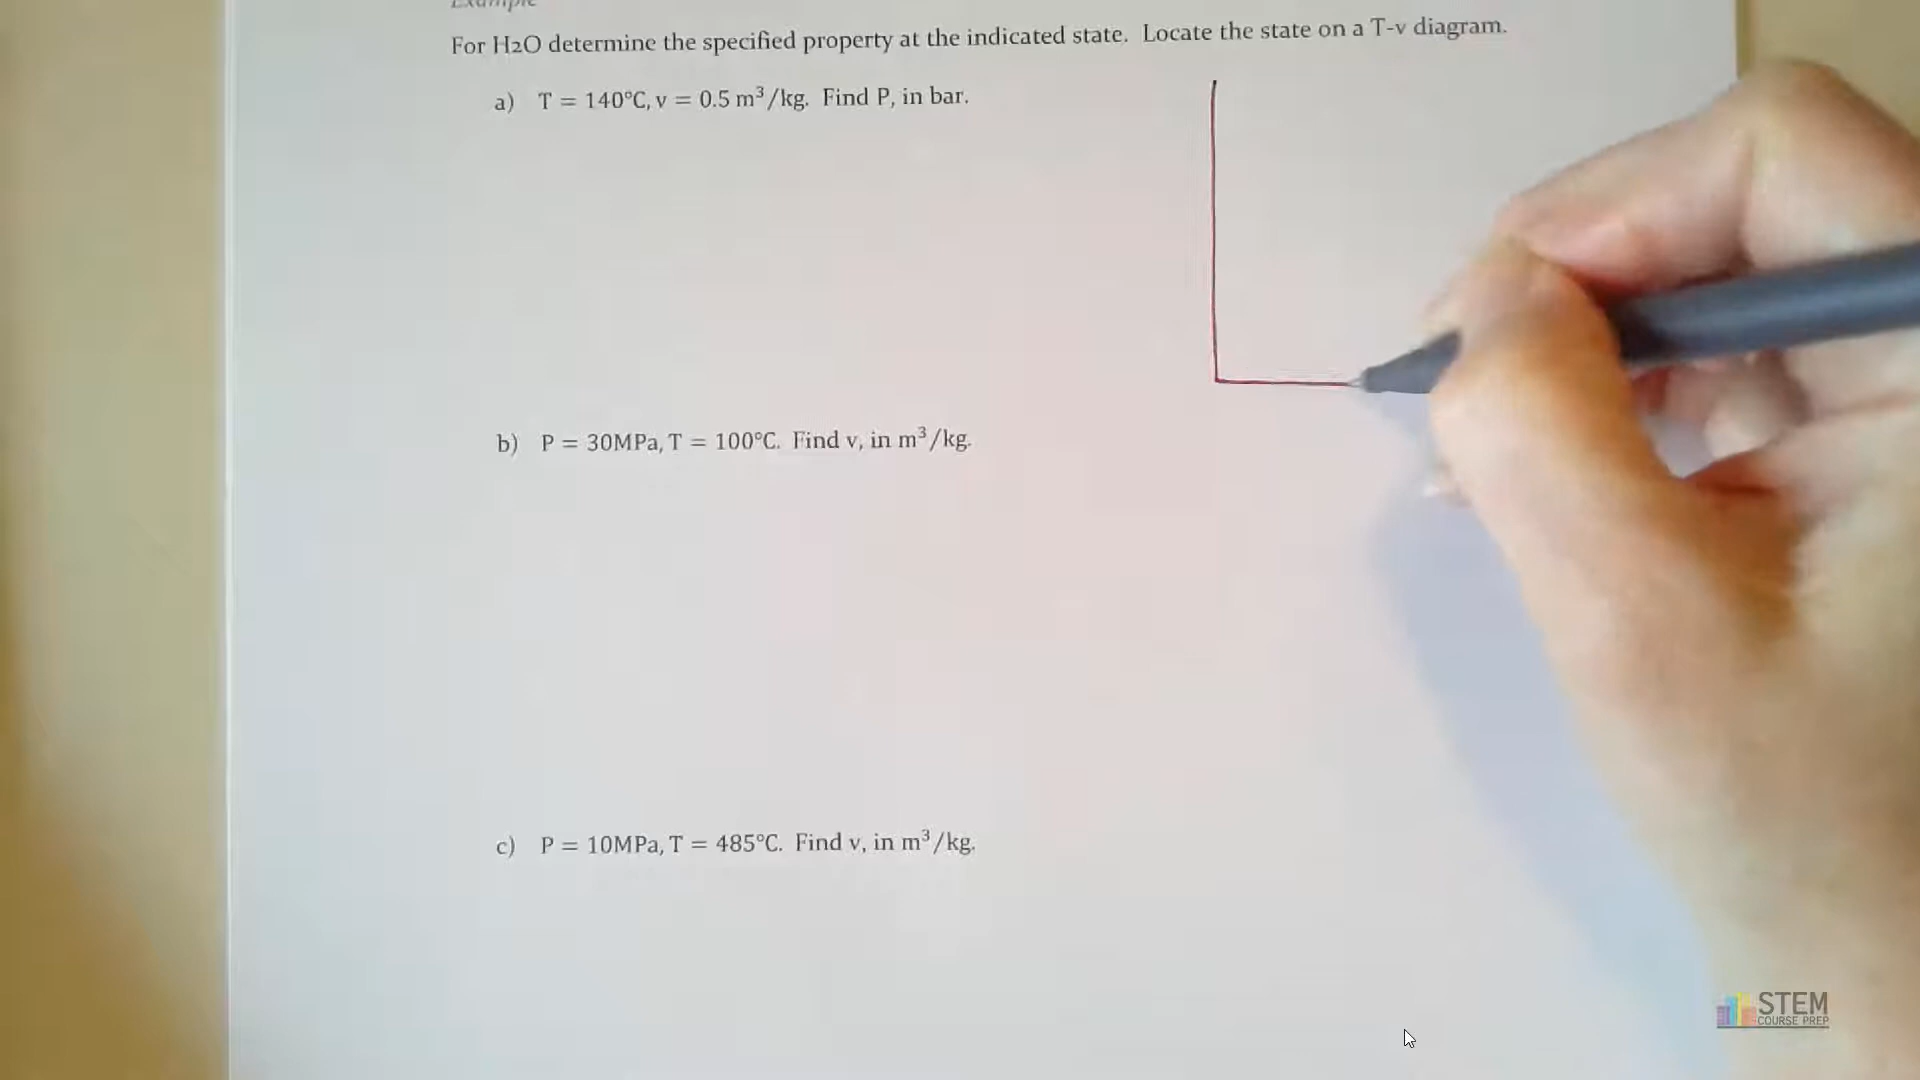 Example
For H2O determine the specified property at the indicated state. Locate the state on a T-v diagram.
a) T = 140°C, v = 0.5 m³/kg. Find P, in bar.
b) P = 30MPa, T = 100°C. Find v, in m³/kg.
c) P = 10MPa, T = 485°C. Find v, in m³/kg.
STEM
COURSE PREP